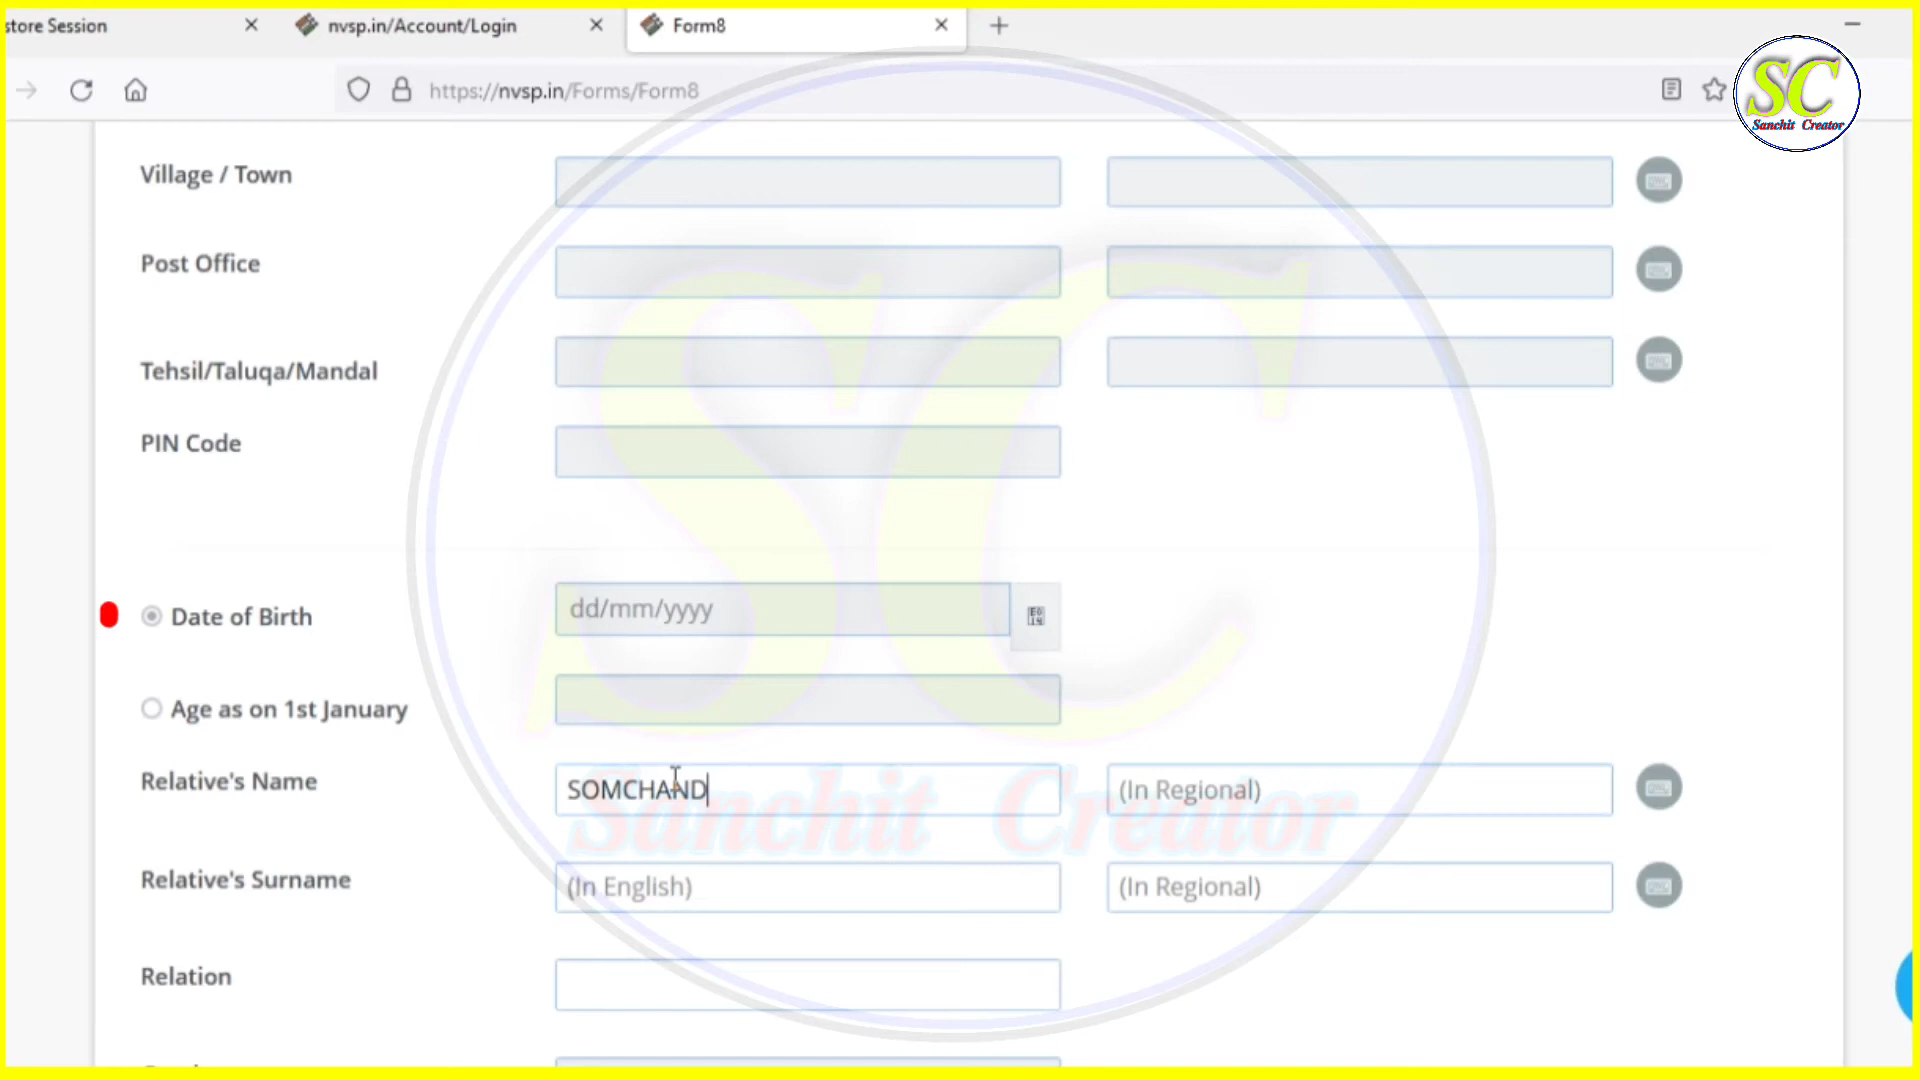 store Session
nvsp.in/Account/Login
Form8
https://nvsp.in/Forms/Form8
SC
Sanchit Creator
Village / Town
Post Office
Tehsil/Taluqa/Mandal
PIN Code
Date of Birth
dd/mm/yyyy
Age as on 1st January
Relative's Name
SOMCHAND
(In Regional)
SC
Sanchit Creator
Relative's Surname
(In English)
(In Regional)
Relation